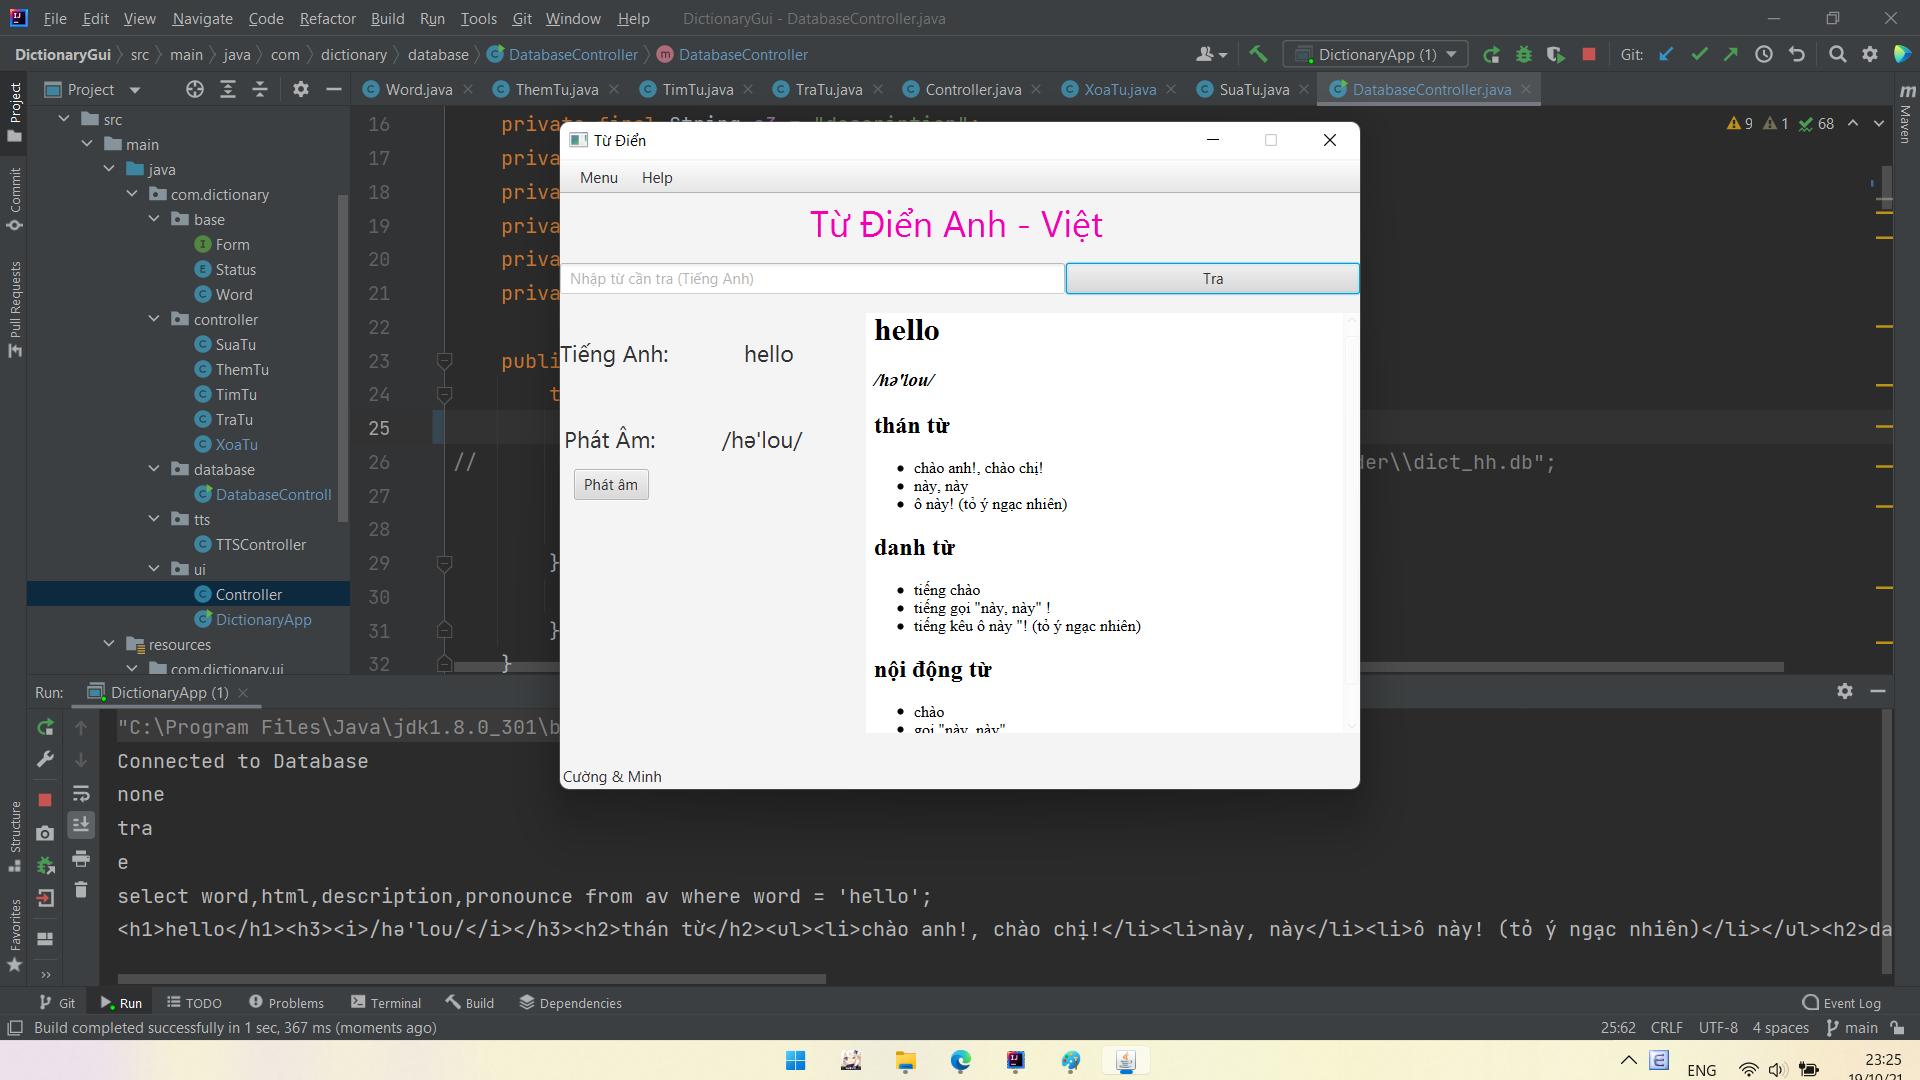 File Edit View Navigate Code Refactor Build Run Tools Git Window Help DictionaryGui - DatabaseController.java
DictionaryGui src main java com dictionary database DatabaseController DatabaseController DictionaryApp (1) Git:
Project Word.java ThemTu.java TimTu.java TraTu.java Controller.java XoaTu.java SuaTu.java DatabaseController.java
Project
Commit
Pull Requests
Structure
Favorites
Maven
src
main
java
com.dictionary
base
Form
Status
Word
controller
SuaTu
ThemTu
TimTu
TraTu
XoaTu
database
DatabaseControll
tts
TTSController
ui
Controller
DictionaryApp
resources
com.dictionary.ui
9 1 68
16 private final String
17 priva
18 priva
19 priva
20 priva
21 priva
22
23 publi
24 t
25
26 // der\\dict_hh.db";
27
28
29 }
30
31 }
32 }
Từ Điển
Menu Help
Từ Điển Anh - Việt
Nhập từ cần tra (Tiếng Anh) Tra
Tiếng Anh: hello
Phát Âm: /hə'lou/
Phát âm
hello
/hə'lou/
thán từ
chào anh!, chào chị!
này, này
ô này! (tỏ ý ngạc nhiên)
danh từ
tiếng chào
tiếng gọi "này, này" !
tiếng kêu ô này "! (tỏ ý ngạc nhiên)
nội động từ
chào
gọi "này, này"
Cường & Minh
Run: DictionaryApp (1)
"C:\Program Files\Java\jdk1.8.0_301\b
Connected to Database
none
tra
e
select word,html,description,pronounce from av where word = 'hello';
<h1>hello</h1><h3><i>/hə'lou/</i></h3><h2>thán từ</h2><ul><li>chào anh!, chào chị!</li><li>này, này</li><li>ô này! (tỏ ý ngạc nhiên)</li></ul><h2>da
Git Run TODO Problems Terminal Build Dependencies Event Log
Build completed successfully in 1 sec, 367 ms (moments ago) 25:62 CRLF UTF-8 4 spaces main
ENG 23:25
19/10/21